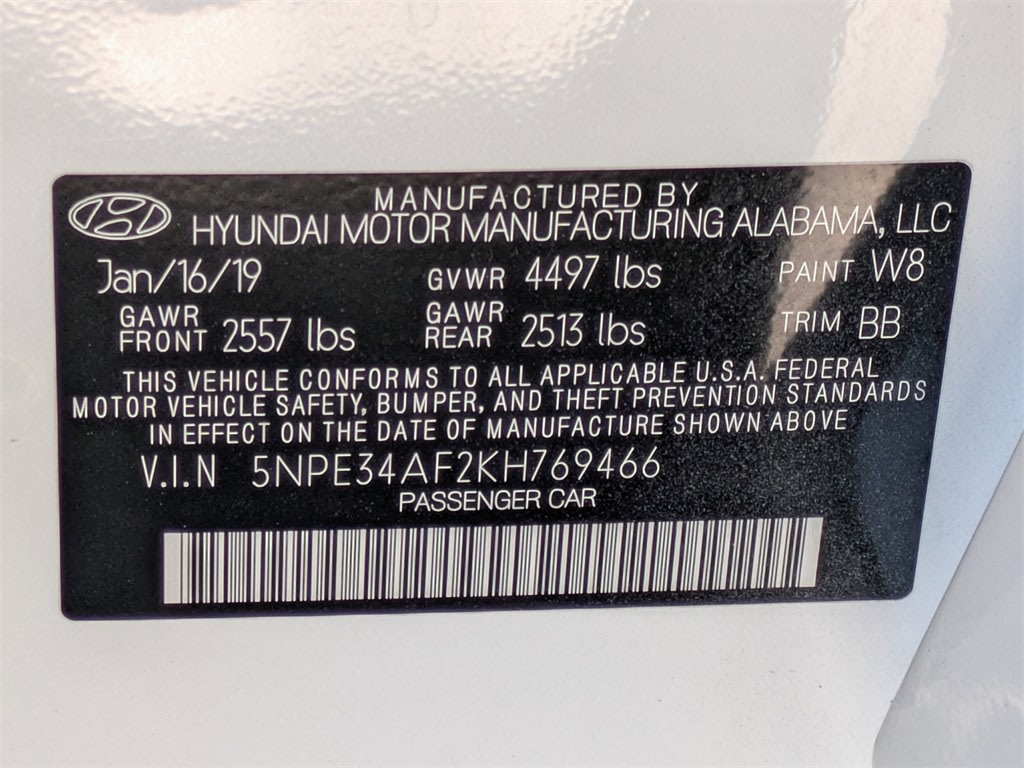 MANUFACTURED BY
HYUNDAI MOTOR MANUFACTURING ALABAMA, LLC
Jan/16/19 GVWR 4497 lbs PAINT W8
GAWR FRONT 2557 lbs GAWR REAR 2513 lbs TRIM BB
THIS VEHICLE CONFORMS TO ALL APPLICABLE U.S.A. FEDERAL
MOTOR VEHICLE SAFETY, BUMPER, AND THEFT PREVENTION STANDARDS
IN EFFECT ON THE DATE OF MANUFACTURE SHOWN ABOVE
V.I.N 5NPE34AF2KH769466
PASSENGER CAR